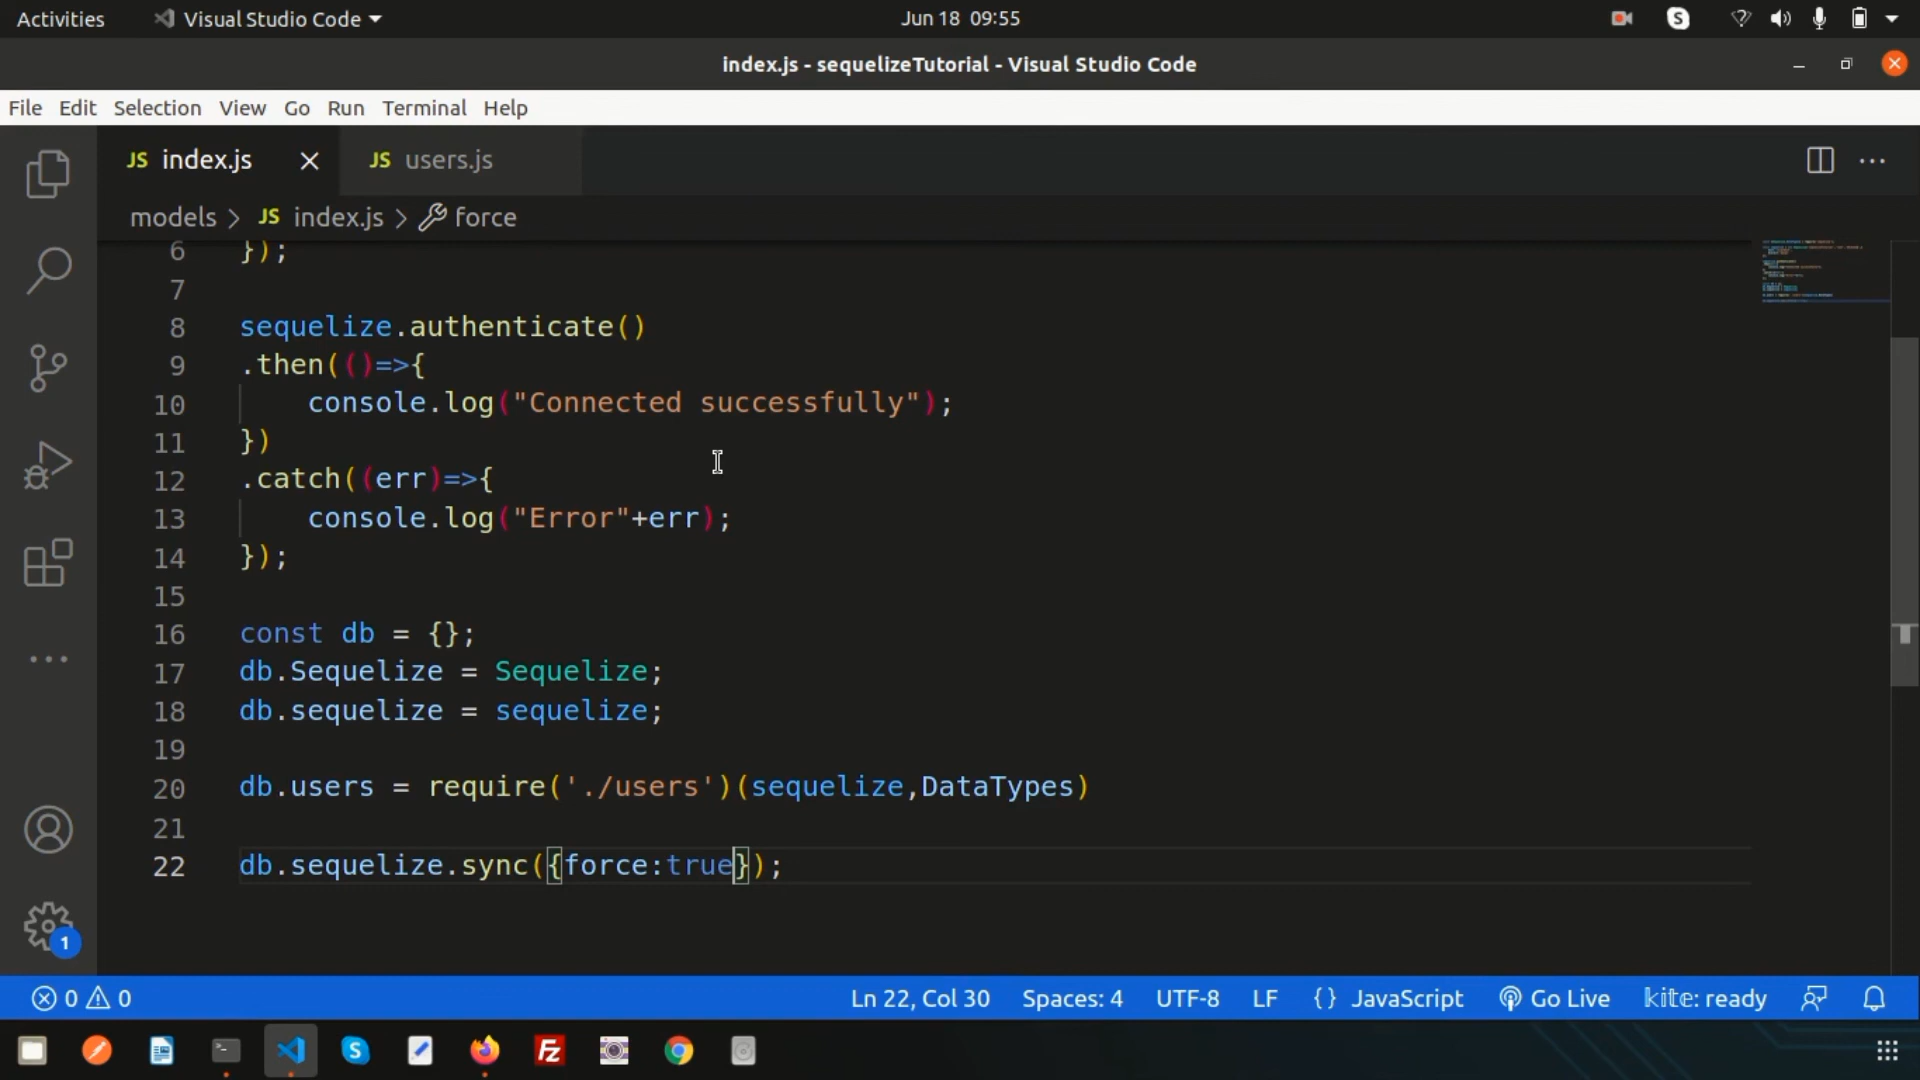 Activities Visual Studio Code Jun 18 09:55
index.js - sequelizeTutorial - Visual Studio Code
File Edit Selection View Go Run Terminal Help
JS index.js JS users.js
models > JS index.js > force
6 });
7
8 sequelize.authenticate()
9 .then(()=>{
10 console.log("Connected successfully");
11 })
12 .catch((err)=>{
13 console.log("Error"+err);
14 });
15
16 const db = {};
17 db.Sequelize = Sequelize;
18 db.sequelize = sequelize;
19
20 db.users = require('./users')(sequelize,DataTypes)
21
22 db.sequelize.sync({force:true});
1
0 0 Ln 22, Col 30 Spaces: 4 UTF-8 LF {} JavaScript Go Live kite: ready